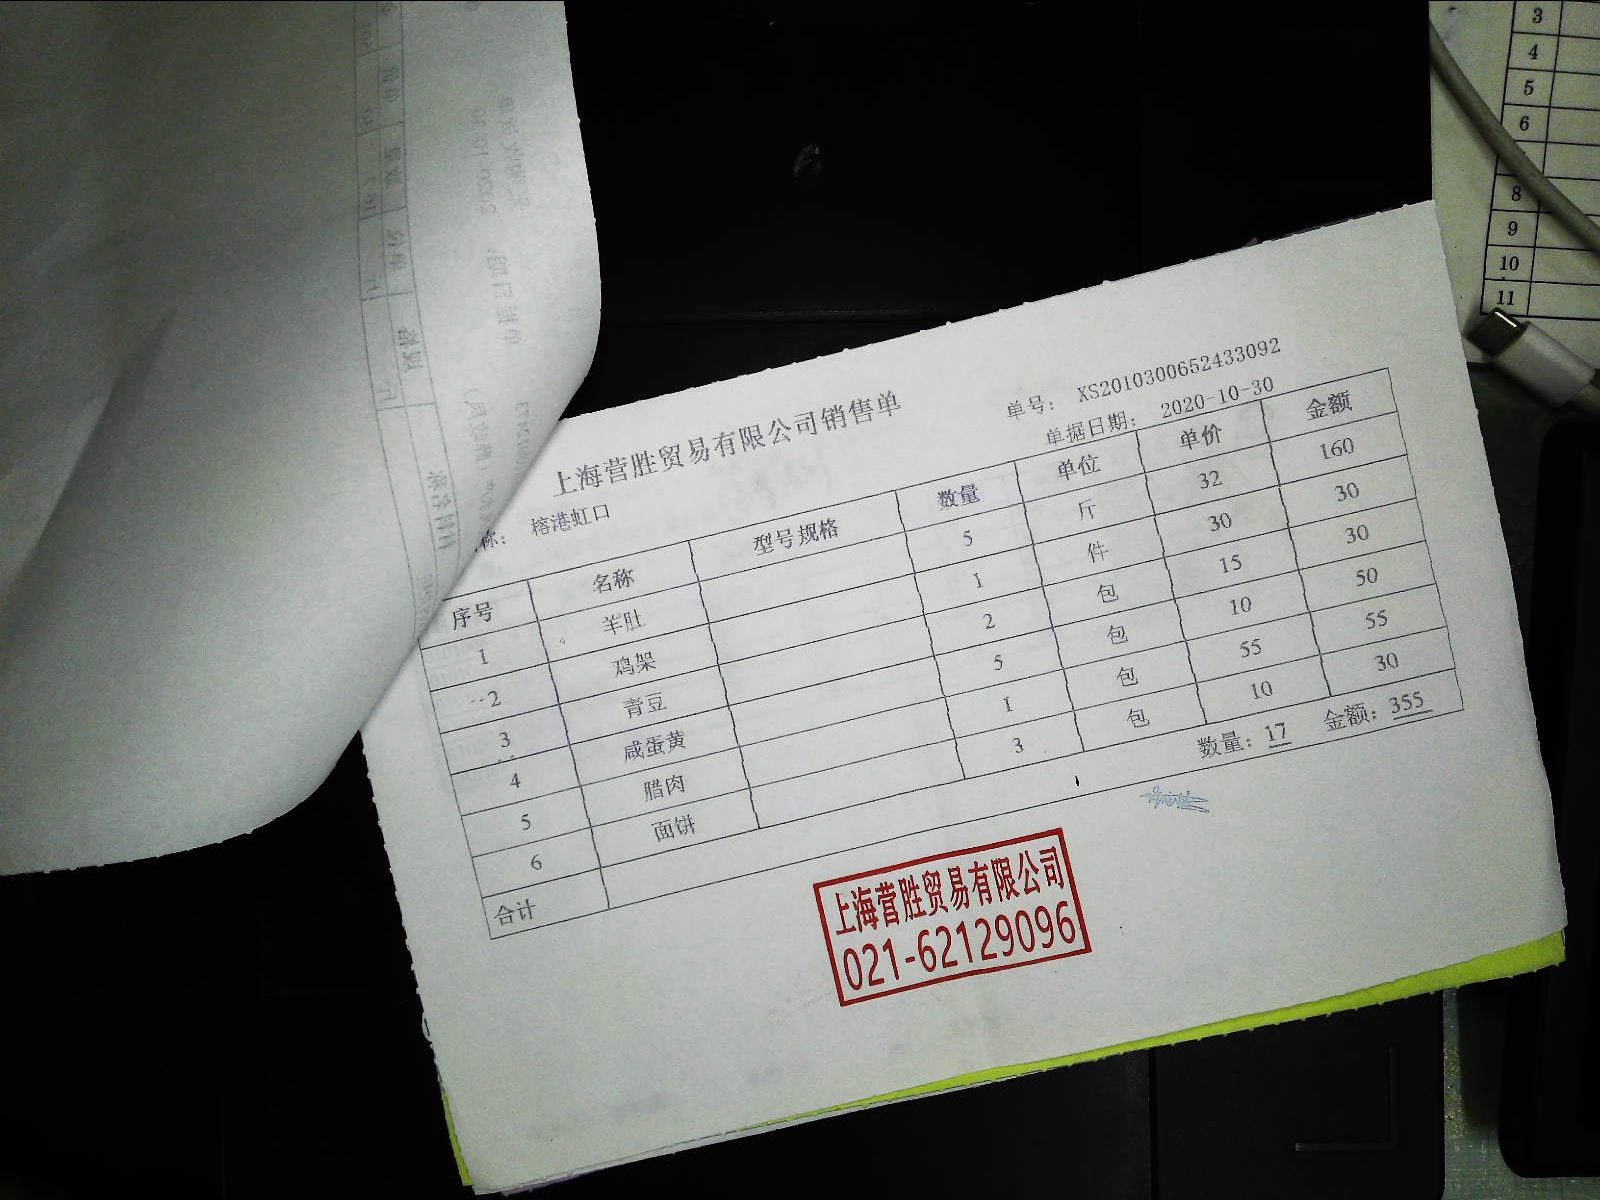 上海营胜贸易有限公司销售单
单号: XS2010300652433092
称: 榕港虹口
单据日期: 2020-10-30
序号 名称 型号规格 数量 单位 单价 金额
1 羊肚 5 斤 32 160
2 鸡架 1 件 30 30
3 青豆 2 包 15 30
4 咸蛋黄 5 包 10 50
5 腊肉 1 包 55 55
6 面饼 3 包 10 30
合计 数量: 17 金额: 355
上海营胜贸易有限公司
021-62129096
3
4
5
6
8
9
10
11